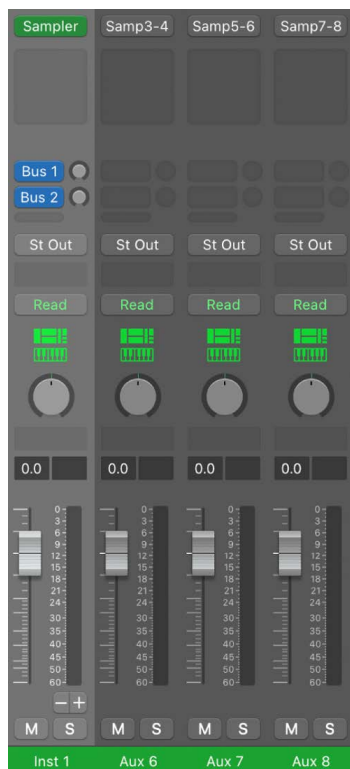 Sampler Samp3-4 Samp5-6 Samp7-8
Bus 1
Bus 2
St Out St Out St Out St Out
Read Read Read Read
0.0 0.0 0.0 0.0
0 0 0 0
3 3 3 3
6 6 6 6
9 9 9 9
12 12 12 12
15 15 15 15
18 18 18 18
21 21 21 21
24 24 24 24
30 30 30 30
35 35 35 35
40 40 40 40
45 45 45 45
50 50 50 50
60 60 60 60
− +
M S M S M S M S
Inst 1 Aux 6 Aux 7 Aux 8